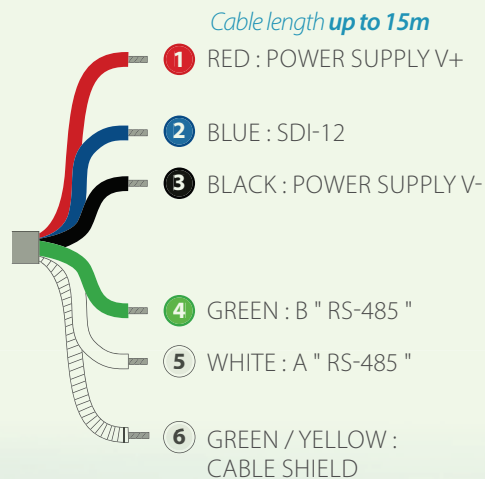 Cable length up to 15m
1 RED : POWER SUPPLY V+
2 BLUE : SDI-12
3 BLACK : POWER SUPPLY V-
4 GREEN : B " RS-485 "
5 WHITE : A " RS-485 "
6 GREEN / YELLOW :
CABLE SHIELD